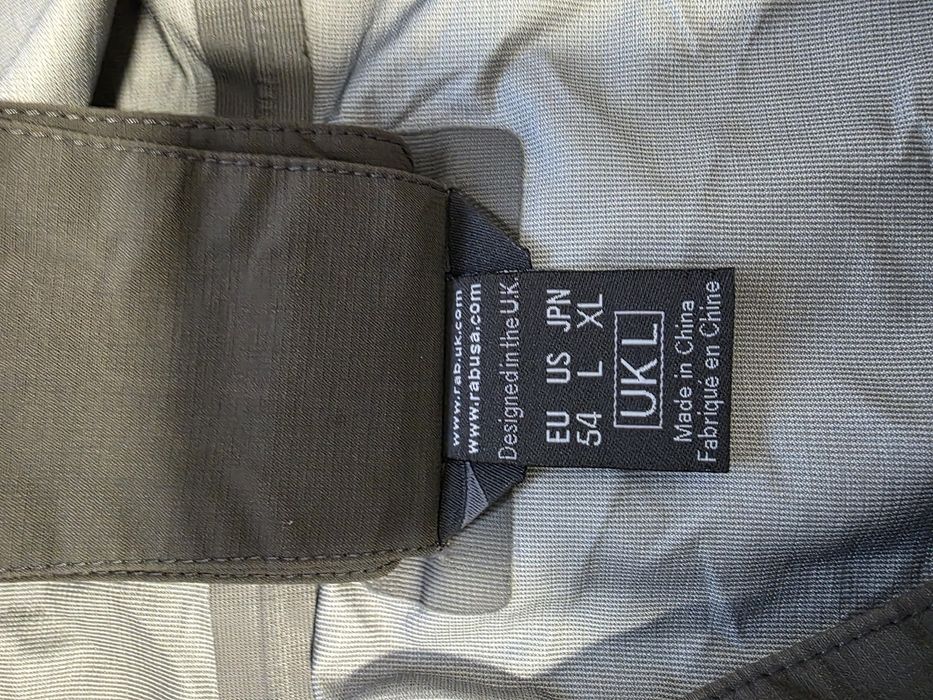 www.rab.uk.com
www.rabusa.com
Designed in the U.K.
EU US JPN
54 L XL
UK L
Made in China
Fabriqué en Chine